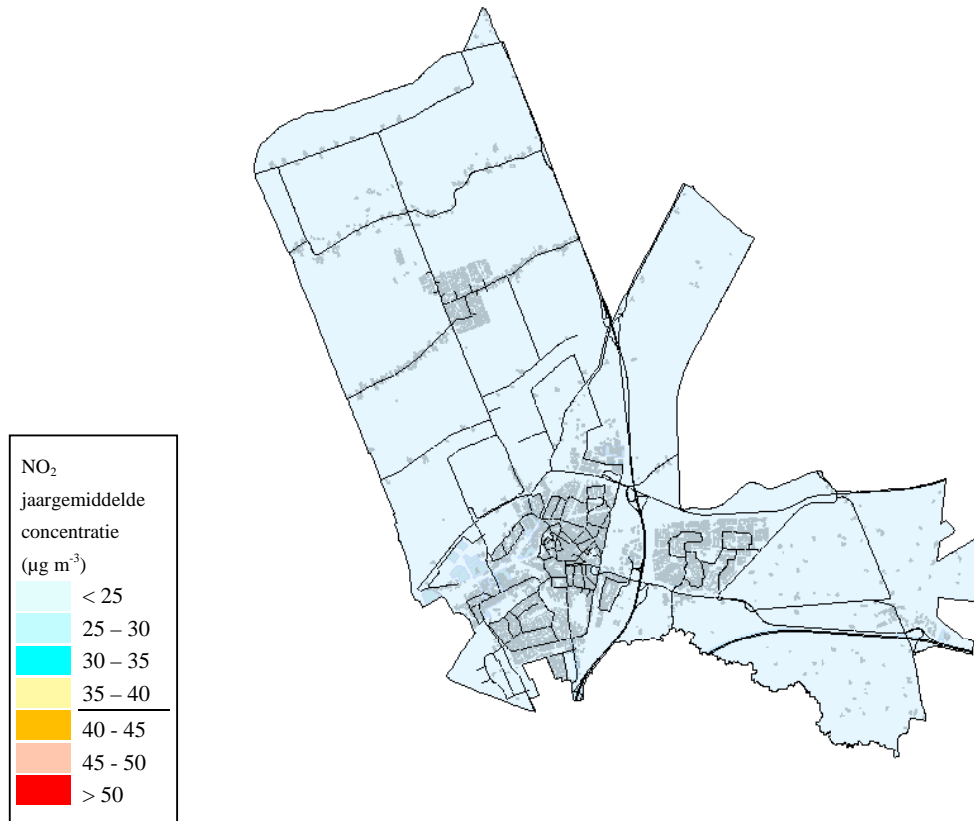 NO₂
jaargemiddelde
concentratie
(µg m⁻³)
< 25
25 – 30
30 – 35
35 – 40
40 - 45
45 - 50
> 50